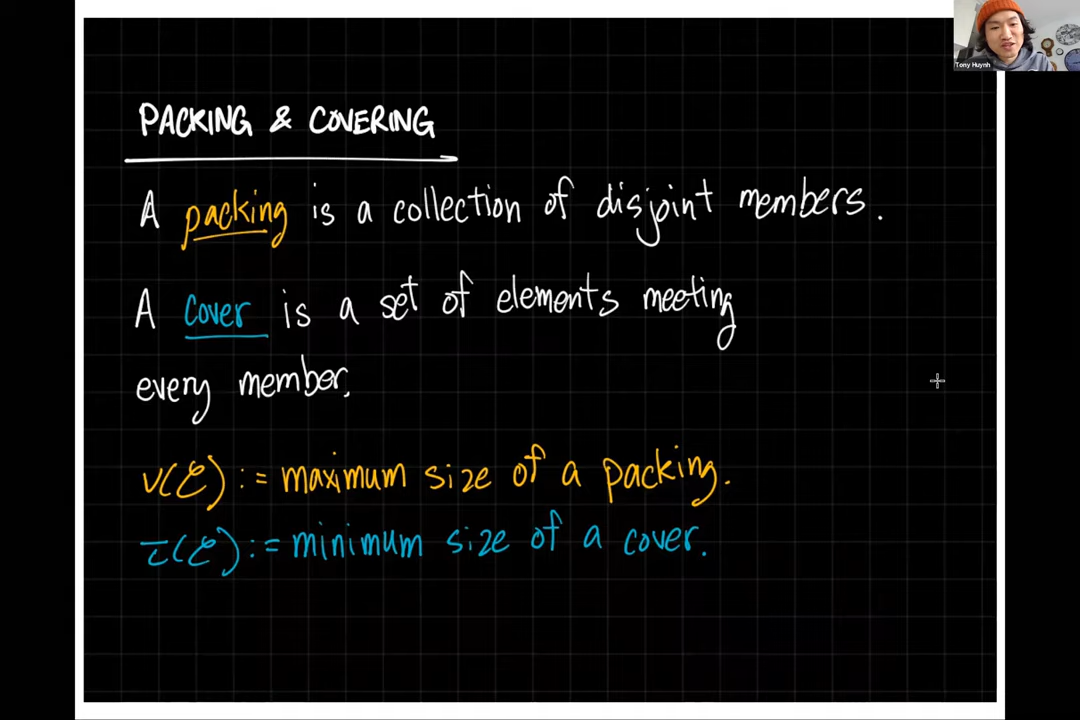 Tony Huynh
PACKING & COVERING
A packing is a collection of disjoint members.
A cover is a set of elements meeting
every member.
ν(𝒞) := maximum size of a packing.
τ(𝒞) := minimum size of a cover.